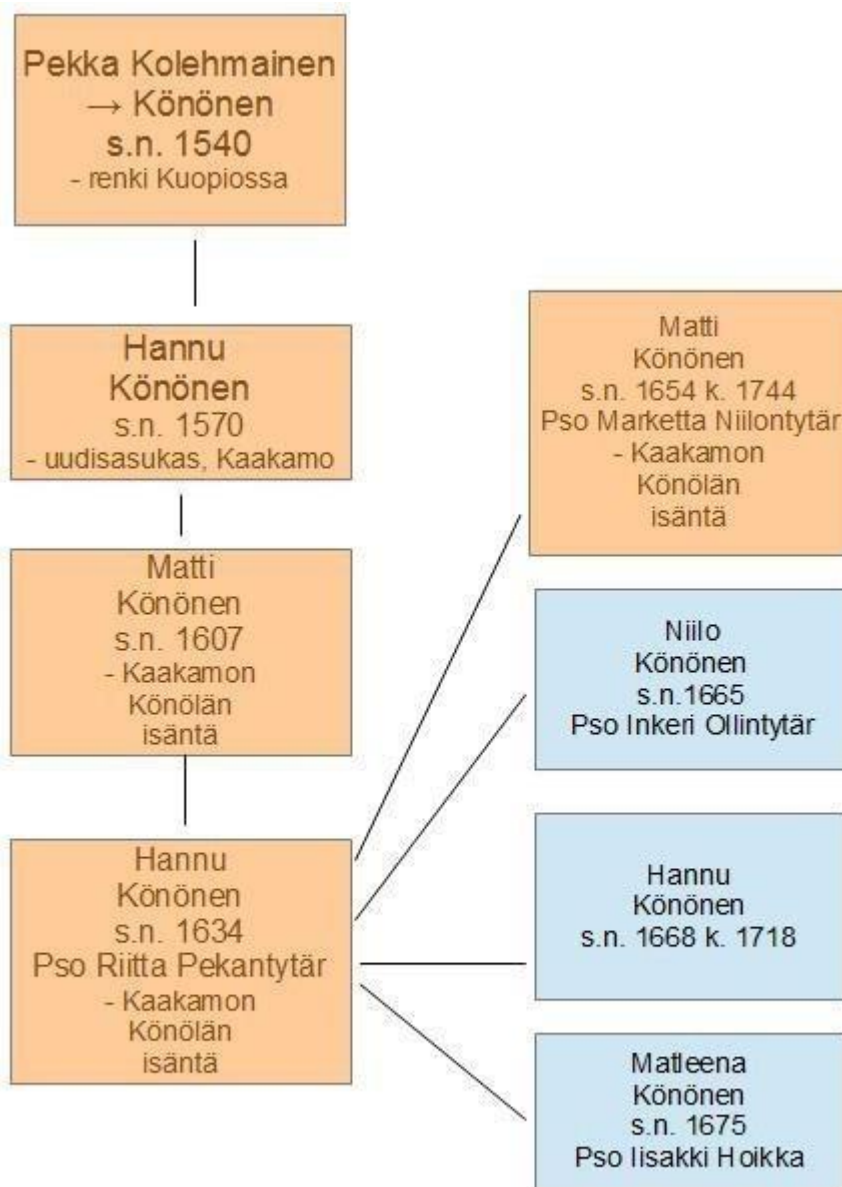 Pekka Kolehmainen
→ Könönen
s.n. 1540
- renki Kuopiossa
Hannu
Könönen
s.n. 1570
- uudisasukas, Kaakamo
Matti
Könönen
s.n. 1607
- Kaakamon
Könölän
isäntä
Hannu
Könönen
s.n. 1634
Pso Riitta Pekantytär
- Kaakamon
Könölän
isäntä
Matti
Könönen
s.n. 1654 k. 1744
Pso Marketta Niilontytär
- Kaakamon
Könölän
isäntä
Niilo
Könönen
s.n.1665
Pso Inkeri Ollintytär
Hannu
Könönen
s.n. 1668 k. 1718
Matleena
Könönen
s.n. 1675
Pso Iisakki Hoikka